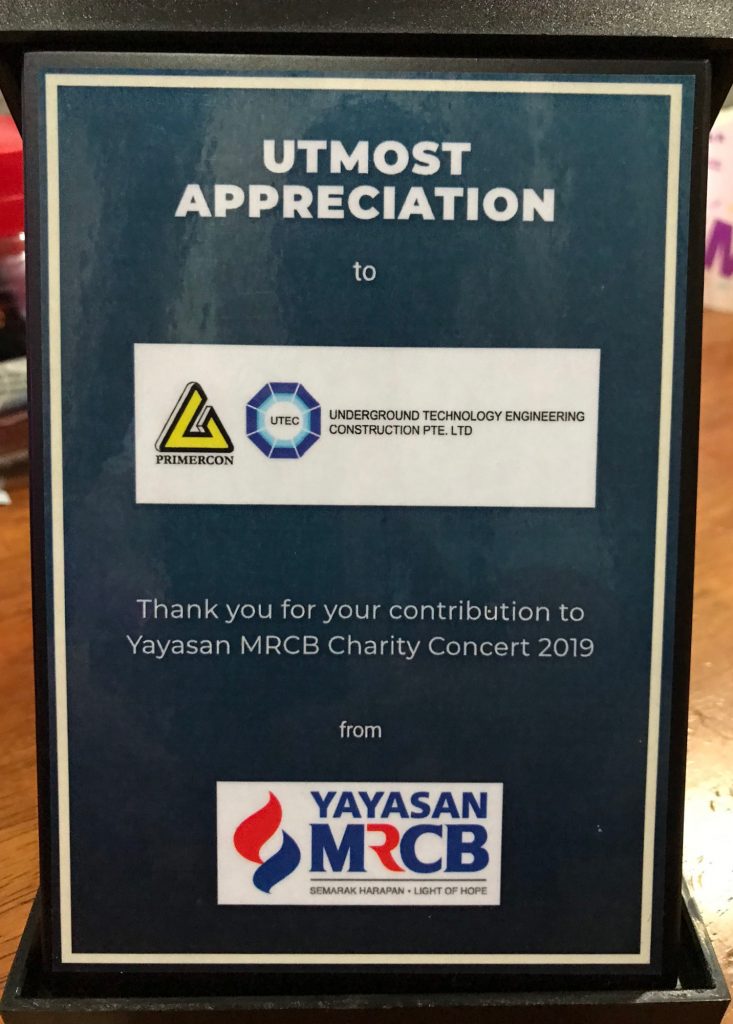 UTMOST
APPRECIATION
to
PRIMERCON
UTEC
UNDERGROUND TECHNOLOGY ENGINEERING
CONSTRUCTION PTE. LTD
Thank you for your contribution to
Yayasan MRCB Charity Concert 2019
from
YAYASAN
MRCB
SEMARAK HARAPAN • LIGHT OF HOPE